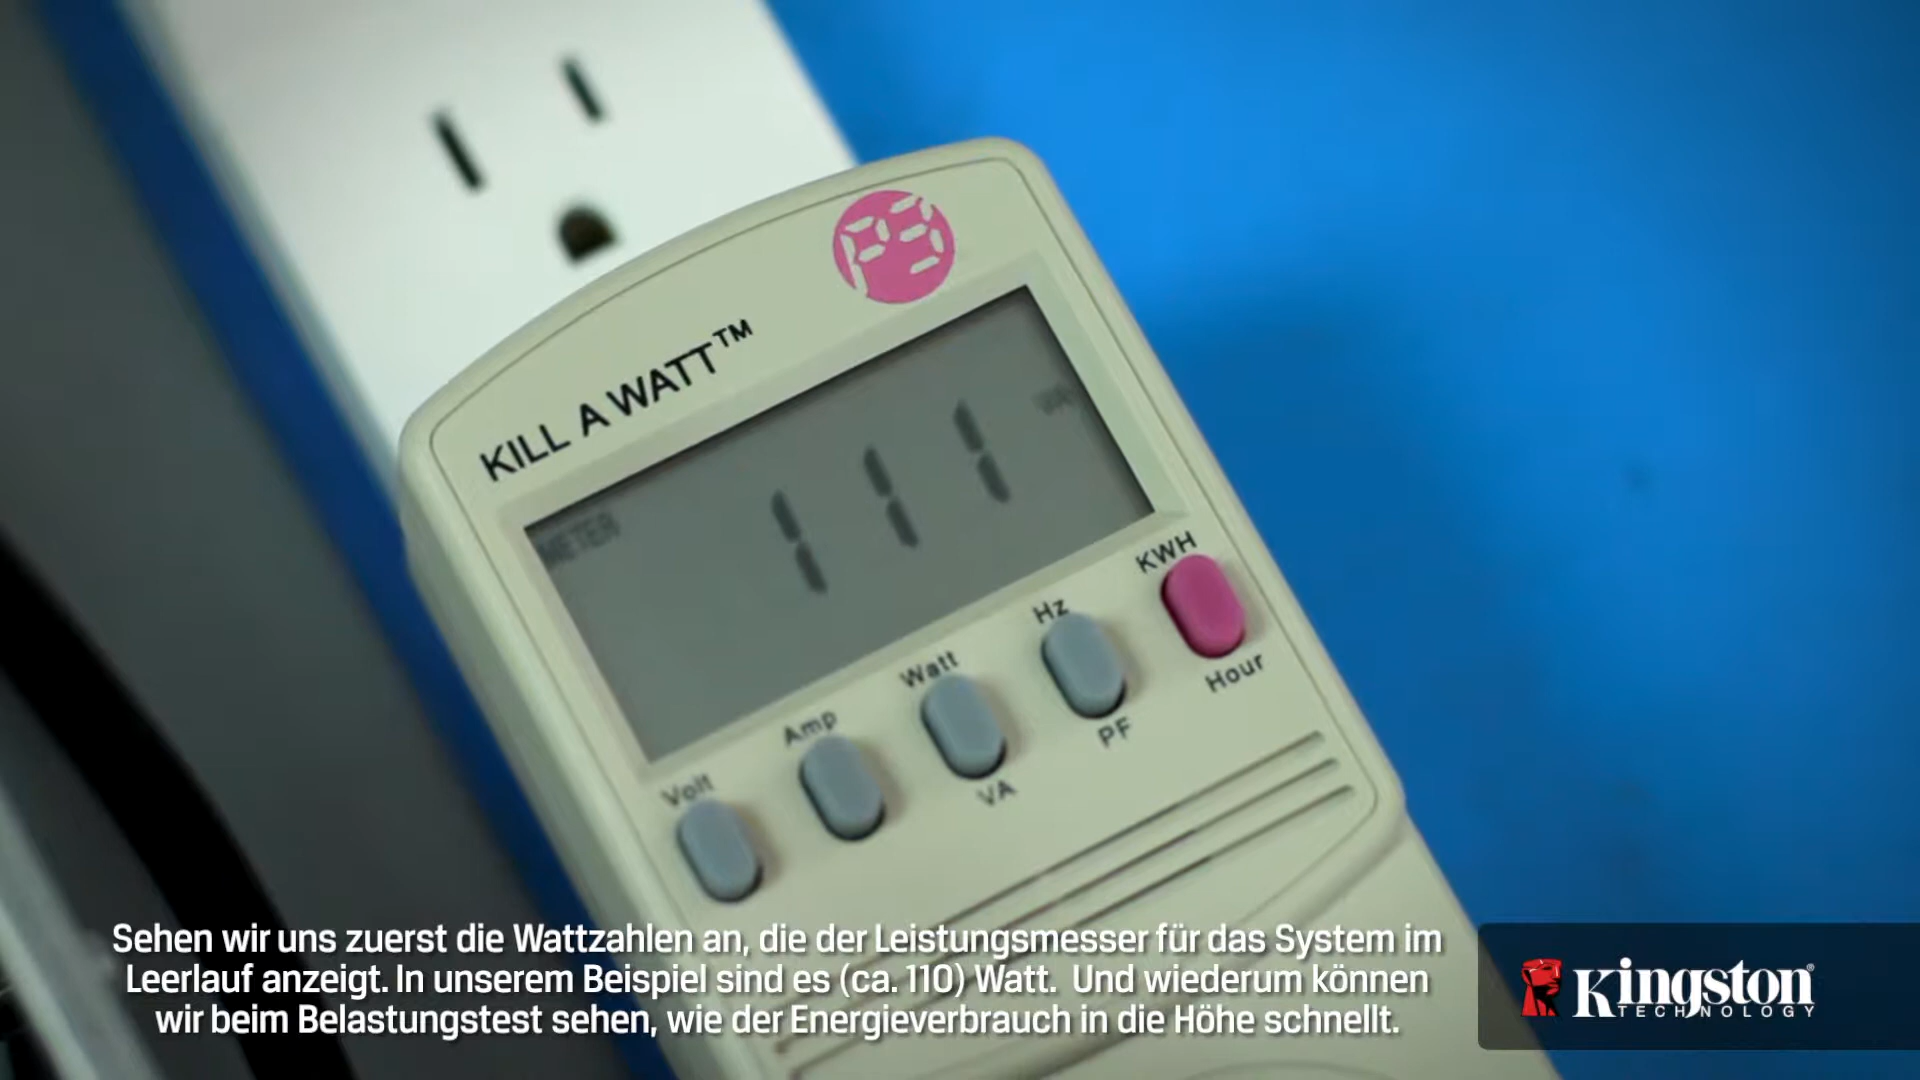 P3
KILL A WATT™
METER
111
KWH
Hz
Watt
Amp
Volt
Hour
PF
VA
Sehen wir uns zuerst die Wattzahlen an, die der Leistungsmesser für das System im
Leerlauf anzeigt. In unserem Beispiel sind es (ca. 110) Watt. Und wiederum können
wir beim Belastungstest sehen, wie der Energieverbrauch in die Höhe schnellt.
Kingston®
TECHNOLOGY